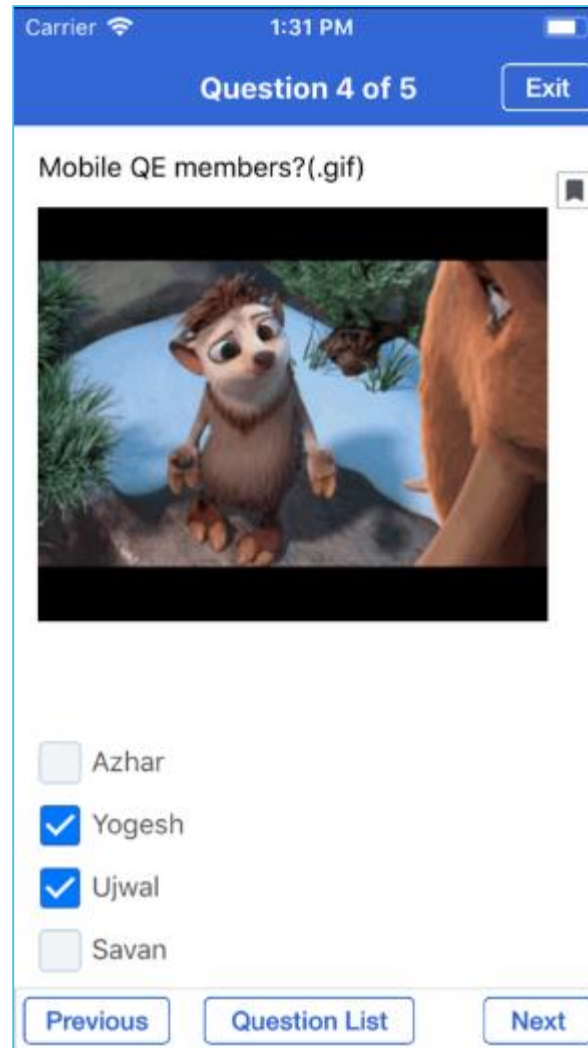 Carrier 1:31 PM
Question 4 of 5 Exit
Mobile QE members?(.gif)
Azhar
Yogesh
Ujwal
Savan
Previous Question List Next